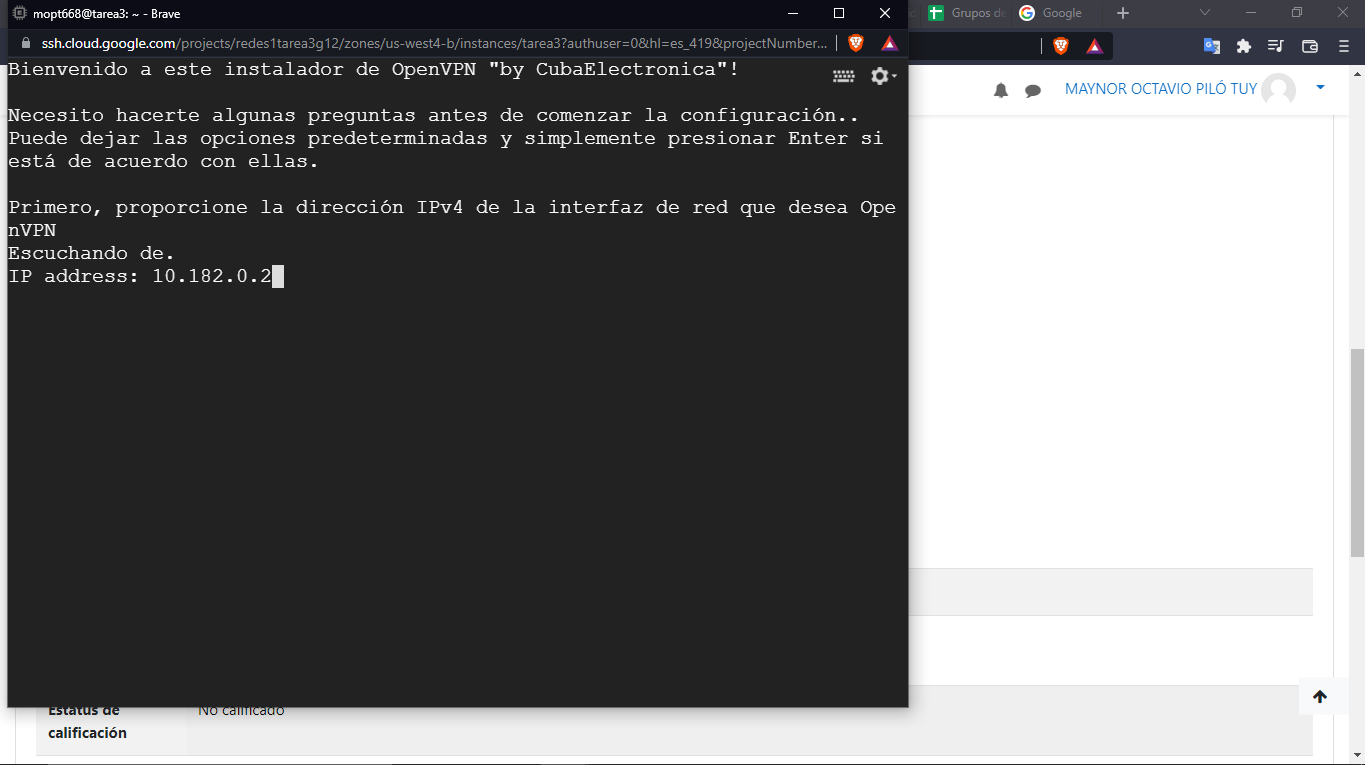 mopt668@tarea3: ~ - Brave
ssh.cloud.google.com/projects/redes1tarea3g12/zones/us-west4-b/instances/tarea3?authuser=0&hl=es_419&projectNumber...
Grupos de
Google
MAYNOR OCTAVIO PILÓ TUY
Bienvenido a este instalador de OpenVPN "by CubaElectronica"!
Necesito hacerte algunas preguntas antes de comenzar la configuración..
Puede dejar las opciones predeterminadas y simplemente presionar Enter si
está de acuerdo con ellas.
Primero, proporcione la dirección IPv4 de la interfaz de red que desea Ope
nVPN
Escuchando de.
IP address: 10.182.0.2
Estatus de
calificación
No calificado